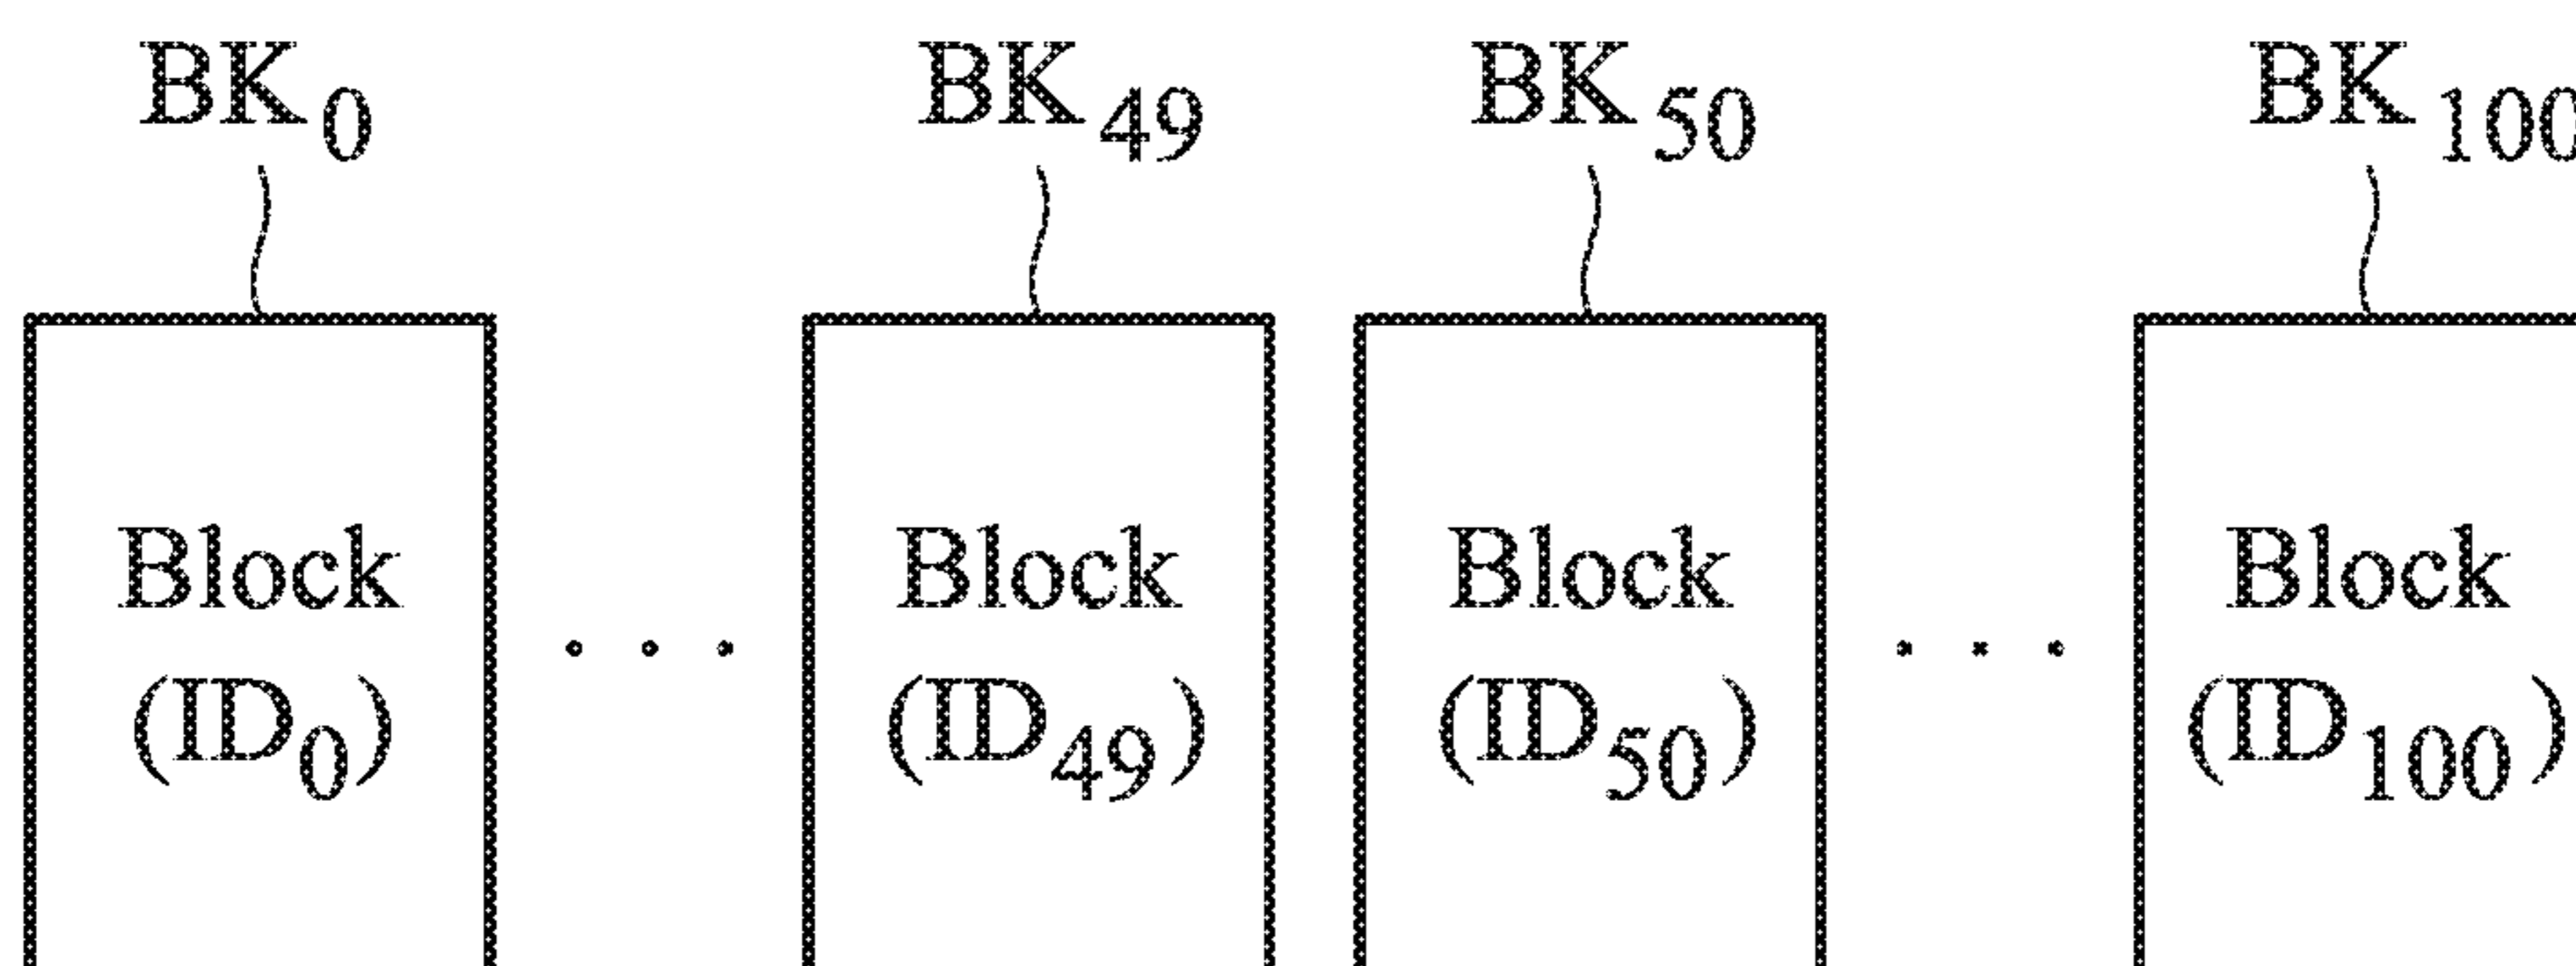 BK0 BK49 BK50 BK100
Block Block Block Block
(ID0) . . . (ID49) (ID50) . . . (ID100)